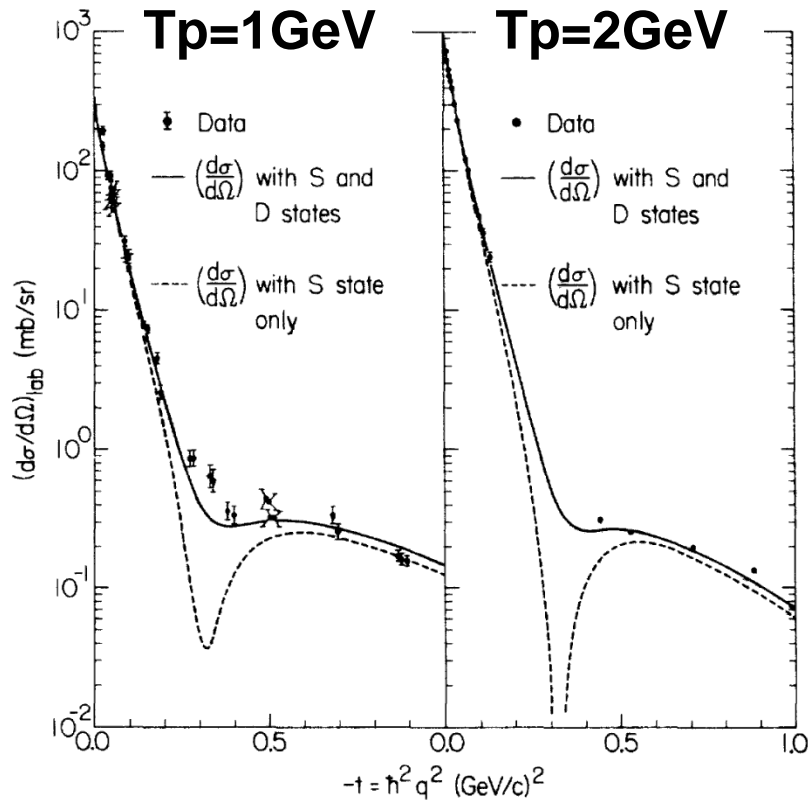 Tp=1GeV
Tp=2GeV
10³
10²
10¹
10⁰
10⁻¹
10⁻²
(dσ/dΩ)lab (mb/sr)
Data
(dσ/dΩ) with S and
D states
(dσ/dΩ) with S state
only
Data
(dσ/dΩ) with S and
D states
(dσ/dΩ) with S state
only
0.0
0.5
0.0
0.5
1.0
-t = ħ²q² (GeV/c)²